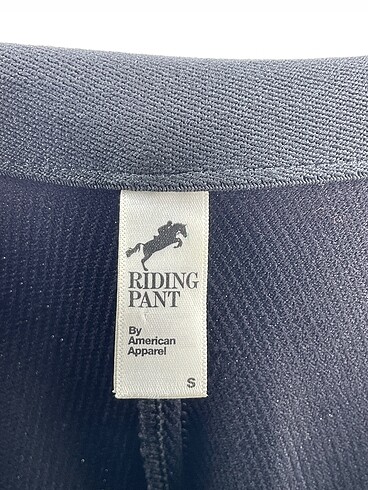 RIDING
PANT
By
American
Apparel
S